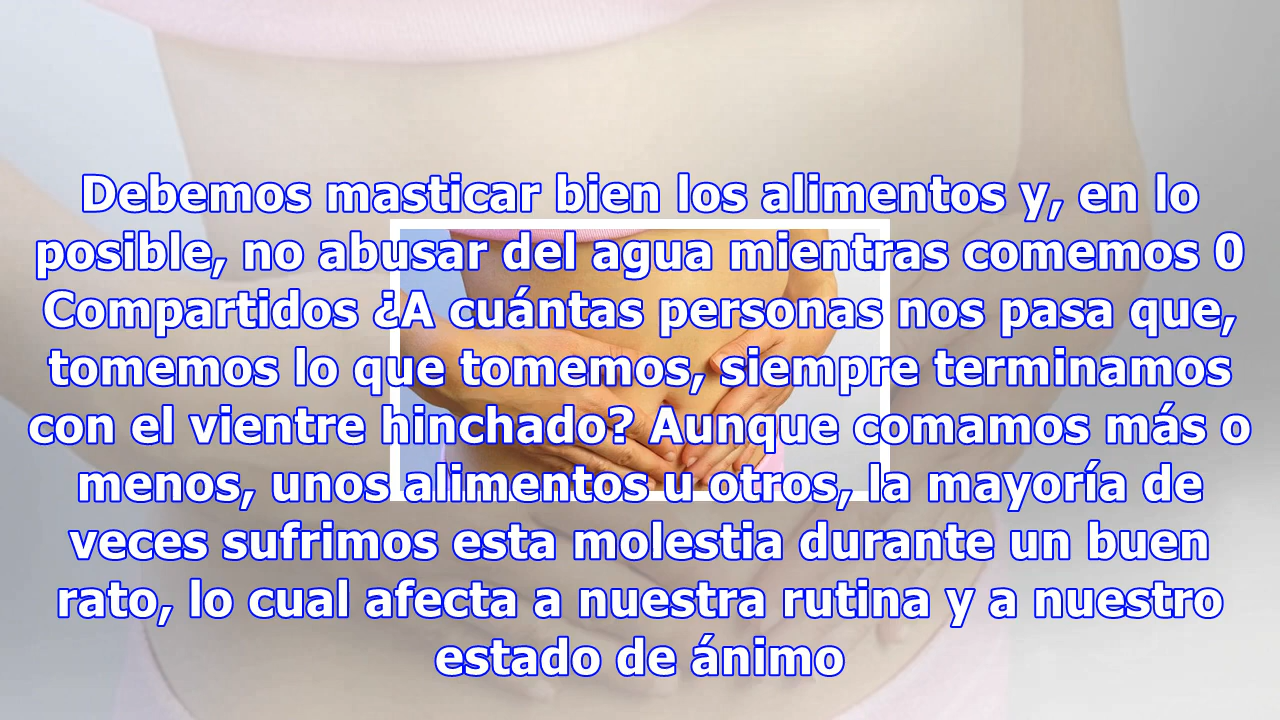 Debemos masticar bien los alimentos y, en lo
posible, no abusar del agua mientras comemos 0
Compartidos ¿A cuántas personas nos pasa que,
tomemos lo que tomemos, siempre terminamos
con el vientre hinchado? Aunque comamos más o
menos, unos alimentos u otros, la mayoría de
veces sufrimos esta molestia durante un buen
rato, lo cual afecta a nuestra rutina y a nuestro
estado de ánimo